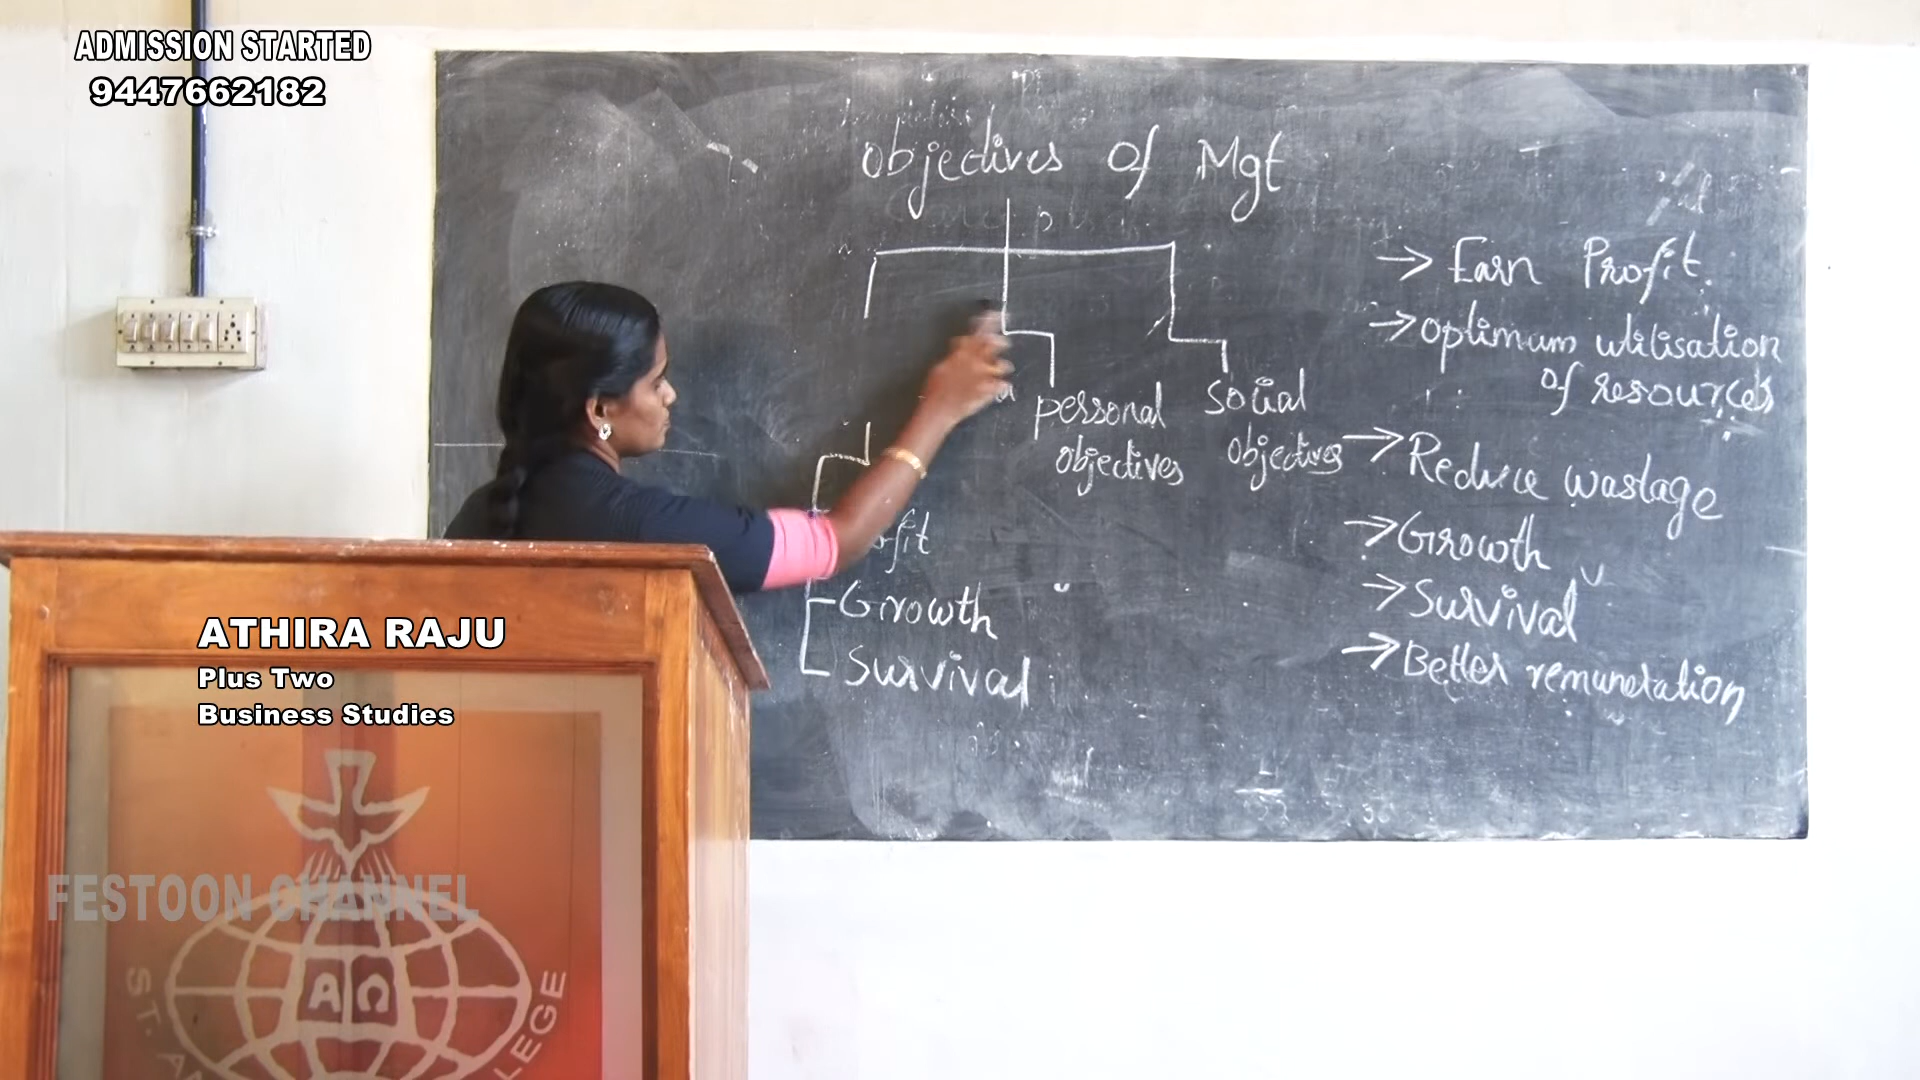 ADMISSION STARTED
9447662182
Objectives of Mgt
personal
objectives
social
objectives
Growth
Survival
→ Earn Profit.
→ Optimum utilisation
of resources
→ Reduce wastage
→ Growth
→ Survival
→ Better remuneration
ATHIRA RAJU
Plus Two
Business Studies
FESTOON CHANNEL
ST.
Α Ω